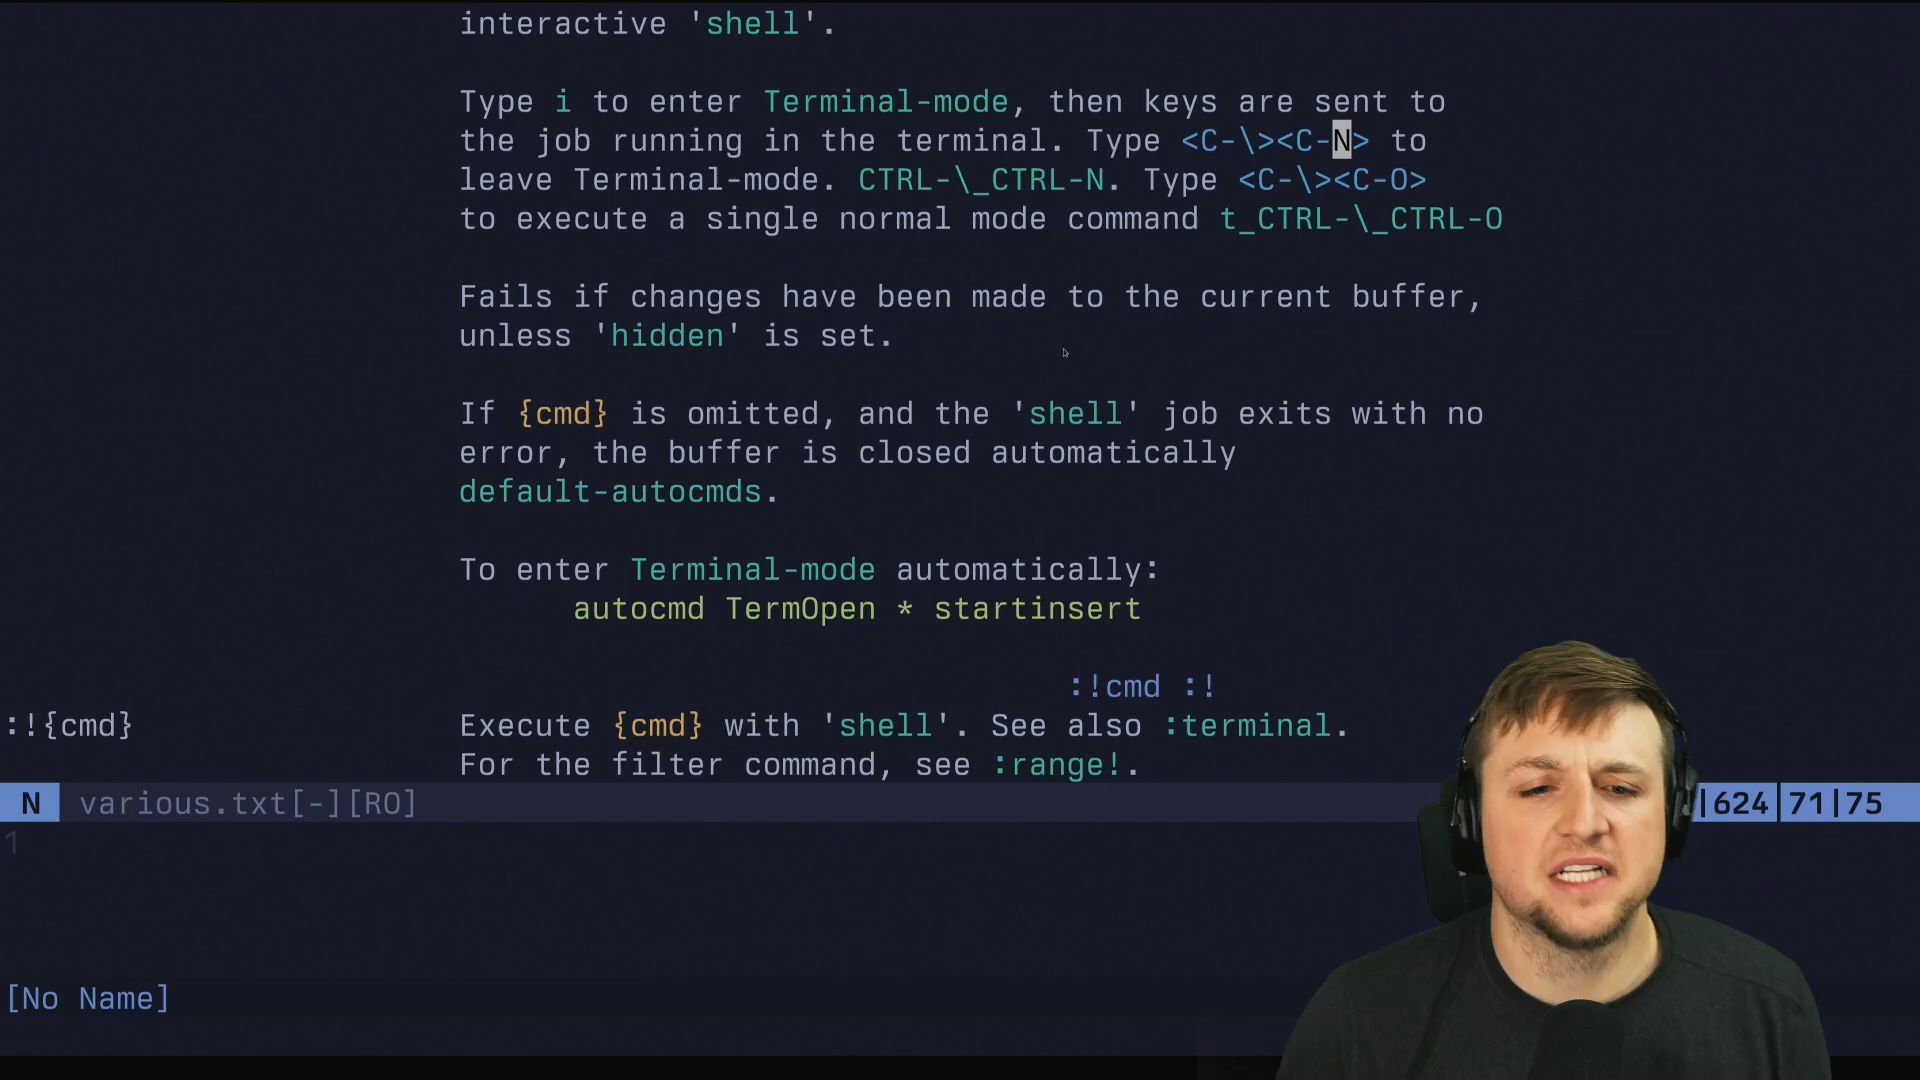 interactive 'shell'.
Type i to enter Terminal-mode, then keys are sent to
the job running in the terminal. Type <C-\><C-N> to
leave Terminal-mode. CTRL-\_CTRL-N. Type <C-\><C-O>
to execute a single normal mode command t_CTRL-\_CTRL-O
Fails if changes have been made to the current buffer,
unless 'hidden' is set.
If {cmd} is omitted, and the 'shell' job exits with no
error, the buffer is closed automatically
default-autocmds.
To enter Terminal-mode automatically:
autocmd TermOpen * startinsert
:!cmd :!
:!{cmd} Execute {cmd} with 'shell'. See also :terminal.
For the filter command, see :range!.
N various.txt[-][RO] |624 71|75
1
[No Name]